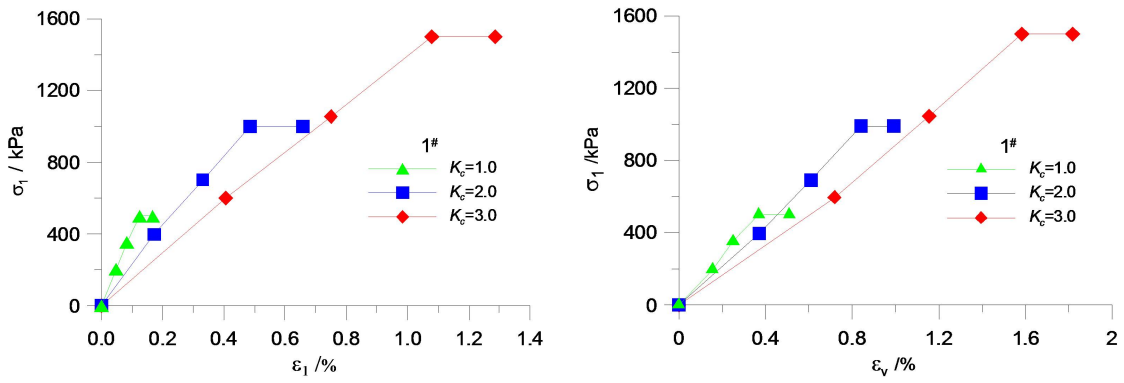 1600
1200
800
400
0
σ₁ / kPa
1#
Kc=1.0
Kc=2.0
Kc=3.0
0.0 0.2 0.4 0.6 0.8 1.0 1.2 1.4
ε₁ /%
1600
1200
800
400
0
σ₁ /kPa
1#
Kc=1.0
Kc=2.0
Kc=3.0
0 0.4 0.8 1.2 1.6 2
εv /%